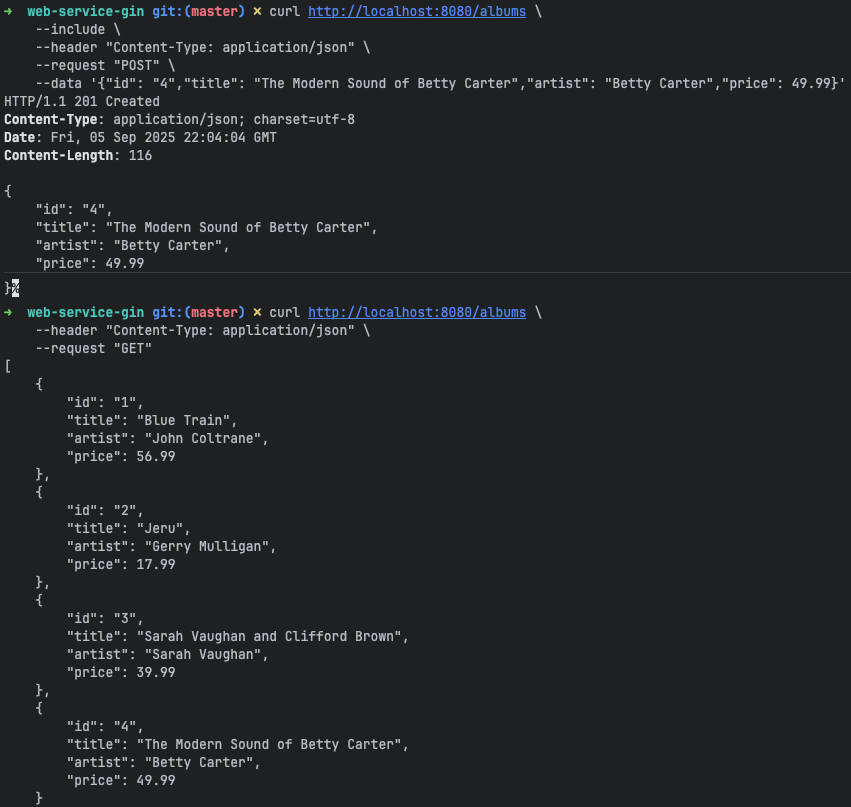 →  web-service-gin git:(master) × curl http://localhost:8080/albums \
    --include \
    --header "Content-Type: application/json" \
    --request "POST" \
    --data '{"id": "4","title": "The Modern Sound of Betty Carter","artist": "Betty Carter","price": 49.99}'
HTTP/1.1 201 Created
Content-Type: application/json; charset=utf-8
Date: Fri, 05 Sep 2025 22:04:04 GMT
Content-Length: 116

{
    "id": "4",
    "title": "The Modern Sound of Betty Carter",
    "artist": "Betty Carter",
    "price": 49.99
}%
→  web-service-gin git:(master) × curl http://localhost:8080/albums \
    --header "Content-Type: application/json" \
    --request "GET"
[
    {
        "id": "1",
        "title": "Blue Train",
        "artist": "John Coltrane",
        "price": 56.99
    },
    {
        "id": "2",
        "title": "Jeru",
        "artist": "Gerry Mulligan",
        "price": 17.99
    },
    {
        "id": "3",
        "title": "Sarah Vaughan and Clifford Brown",
        "artist": "Sarah Vaughan",
        "price": 39.99
    },
    {
        "id": "4",
        "title": "The Modern Sound of Betty Carter",
        "artist": "Betty Carter",
        "price": 49.99
    }